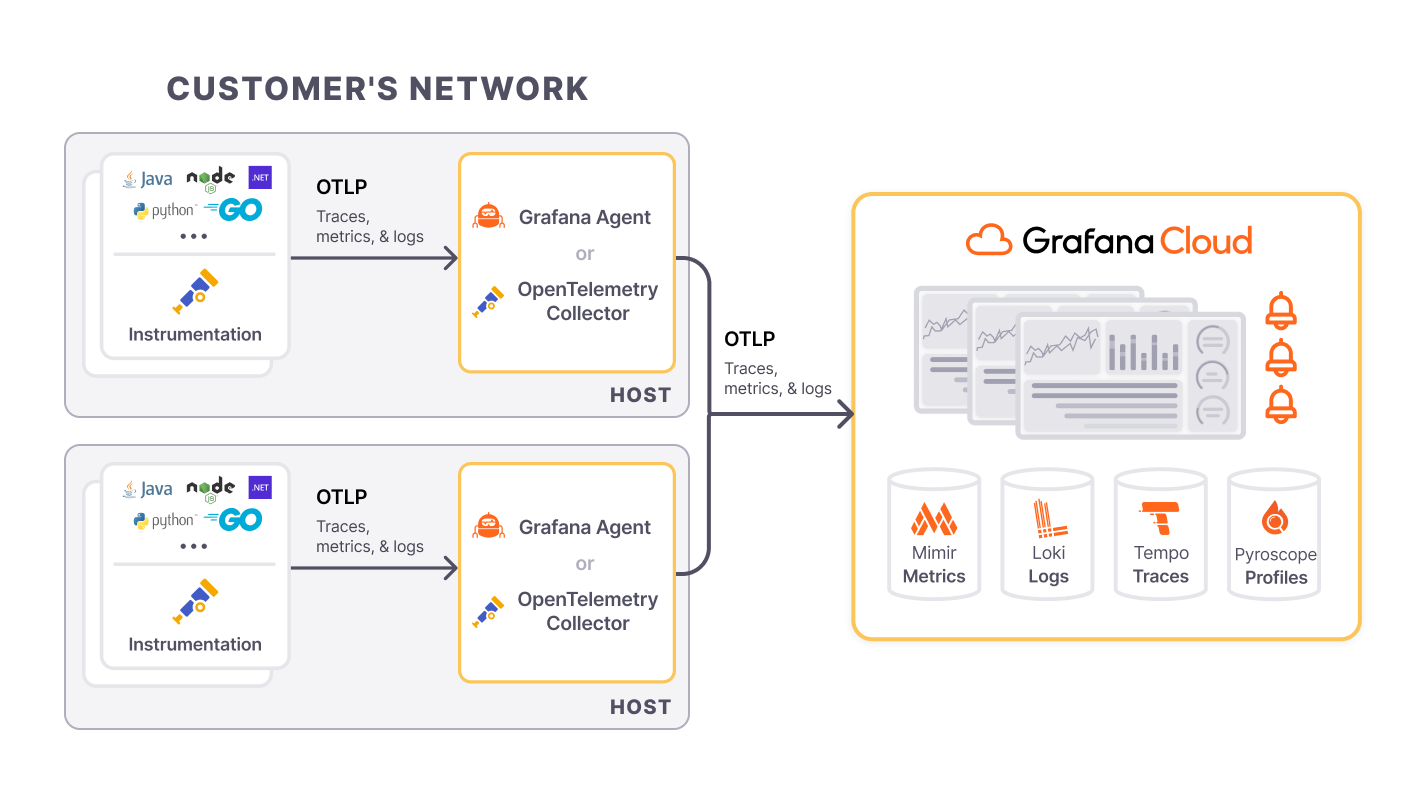 CUSTOMER'S NETWORK
Java node .NET
JS
python GO
...
Instrumentation
OTLP
Traces,
metrics, & logs
Grafana Agent
or
OpenTelemetry
Collector
HOST
Java node .NET
JS
python GO
...
Instrumentation
OTLP
Traces,
metrics, & logs
Grafana Agent
or
OpenTelemetry
Collector
HOST
OTLP
Traces,
metrics, & logs
Grafana Cloud
Mimir
Metrics
Loki
Logs
Tempo
Traces
Pyroscope
Profiles